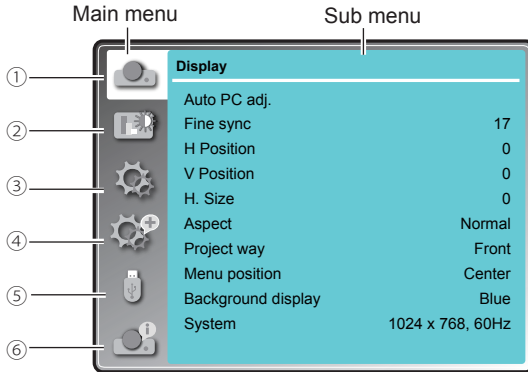 Main menu Sub menu
① Display
Auto PC adj.
② Fine sync 17
H Position 0
V Position 0
③ H. Size 0
Aspect Normal
④ Project way Front
Menu position Center
⑤ Background display Blue
System 1024 x 768, 60Hz
⑥